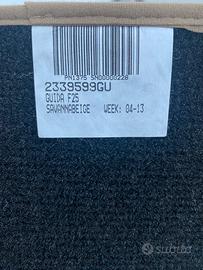 PN1375 SN00000228
2339599GU
GUIDA F25
SAVANNABEIGE WEEK: 04-13
subito